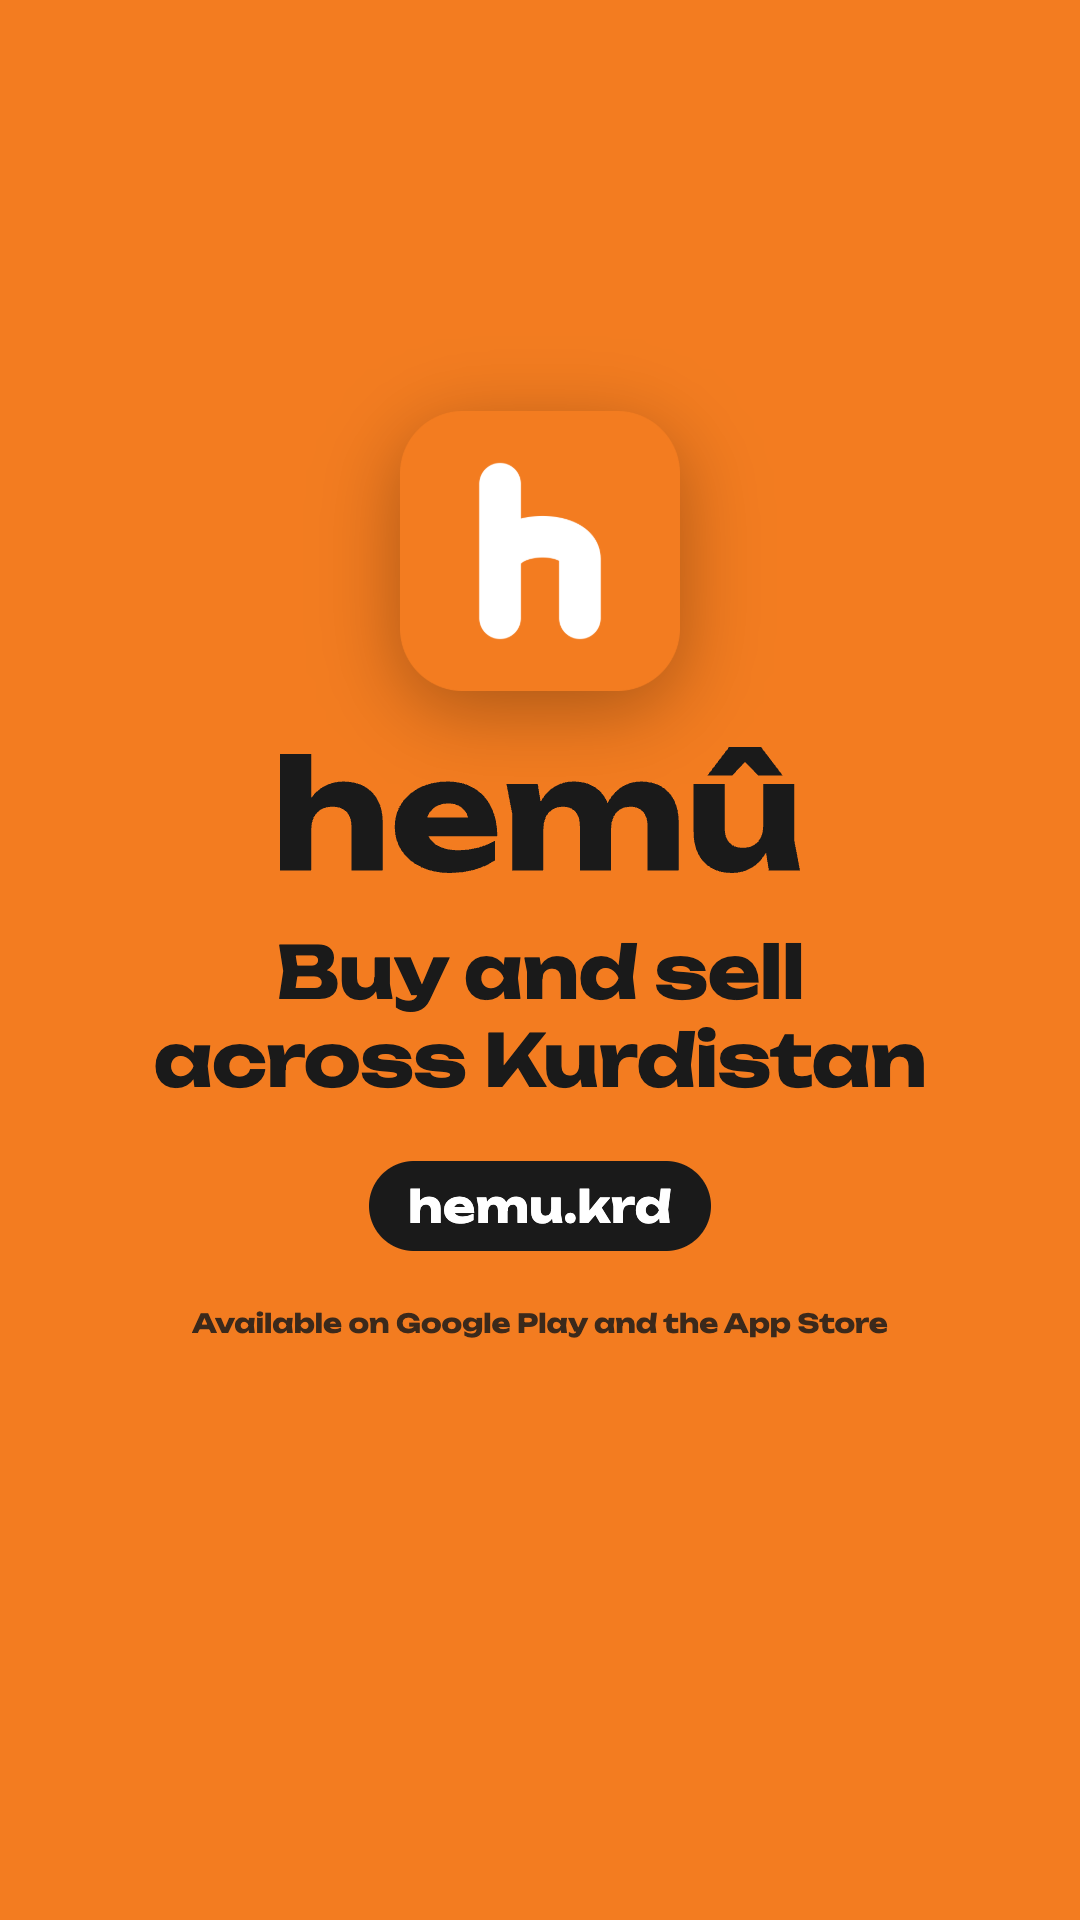 h
hemû
Buy and sell
across Kurdistan
hemu.krd
Available on Google Play and the App Store